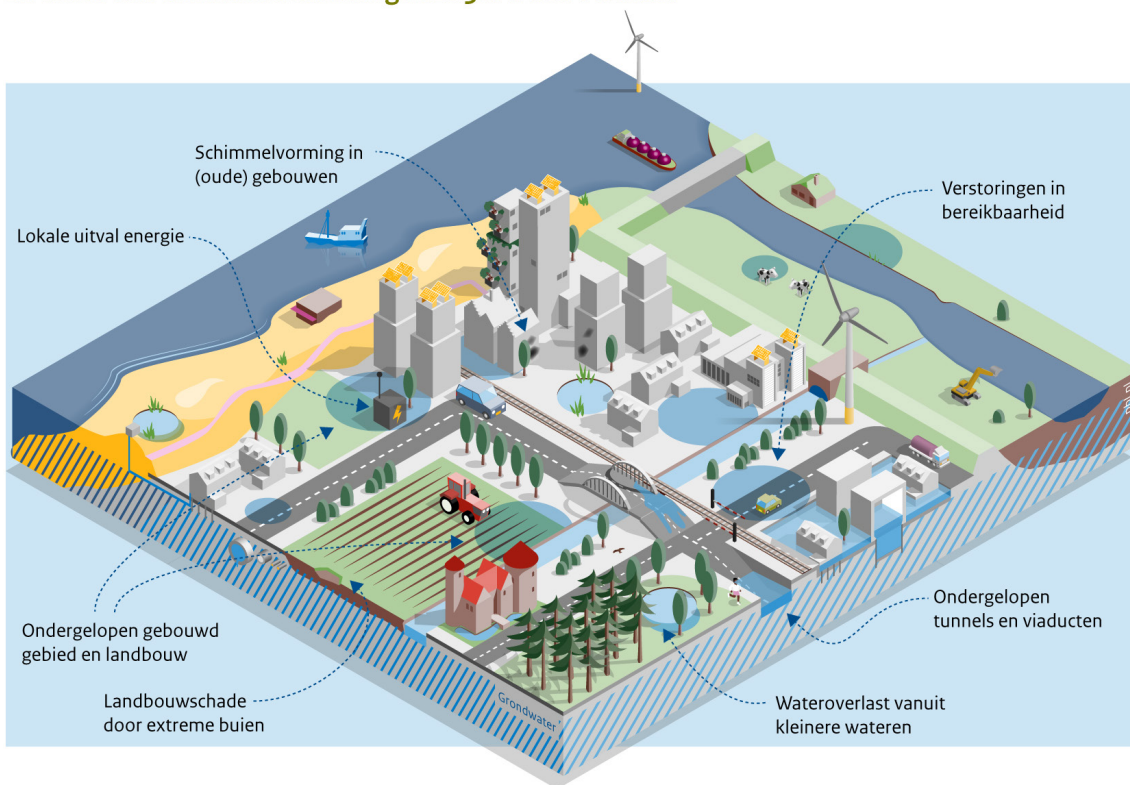 Schimmelvorming in
(oude) gebouwen
Lokale uitval energie
Verstoringen in
bereikbaarheid
Ondergelopen gebouwd
gebied en landbouw
Landbouwschade
door extreme buien
Grondwater
Ondergelopen
tunnels en viaducten
Wateroverlast vanuit
kleinere wateren